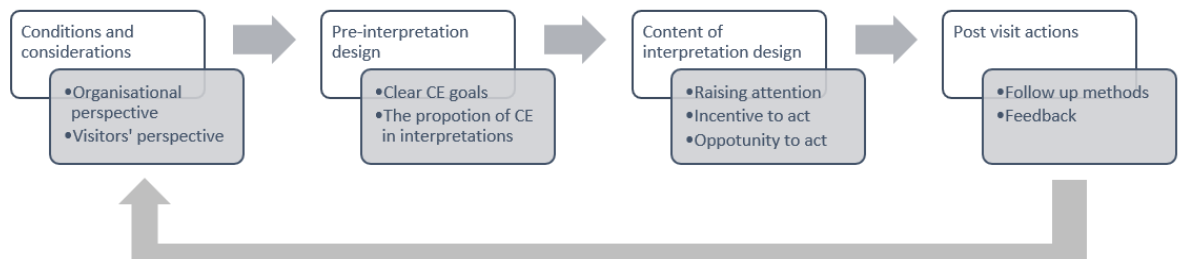 Conditions and
considerations
•Organisational
perspective
•Visitors' perspective
Pre-interpretation
design
•Clear CE goals
•The propotion of CE
in interpretations
Content of
interpretation design
•Raising attention
•Incentive to act
•Oppotunity to act
Post visit actions
•Follow up methods
•Feedback